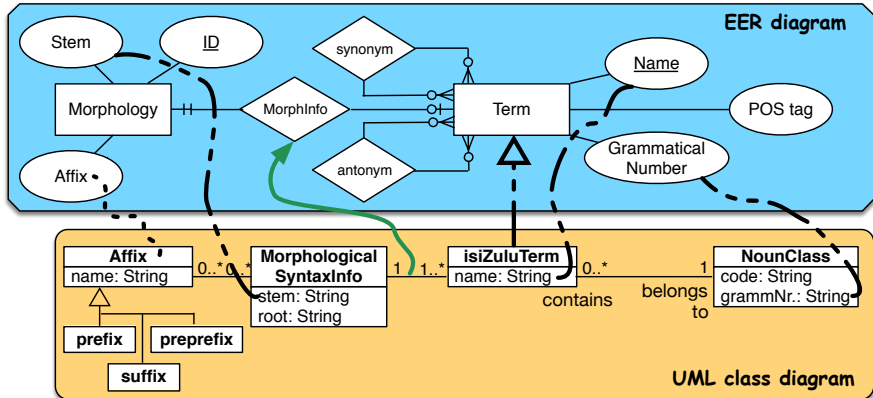 EER diagram
Stem
ID
synonym
Name
Morphology
MorphInfo
Term
POS tag
Affix
antonym
Grammatical
Number
Affix
name: String
0..*
0..*
Morphological
SyntaxInfo
stem: String
root: String
1
1..*
isiZuluTerm
name: String
0..*
contains
1
belongs
to
NounClass
code: String
grammNr.: String
prefix
preprefix
suffix
UML class diagram